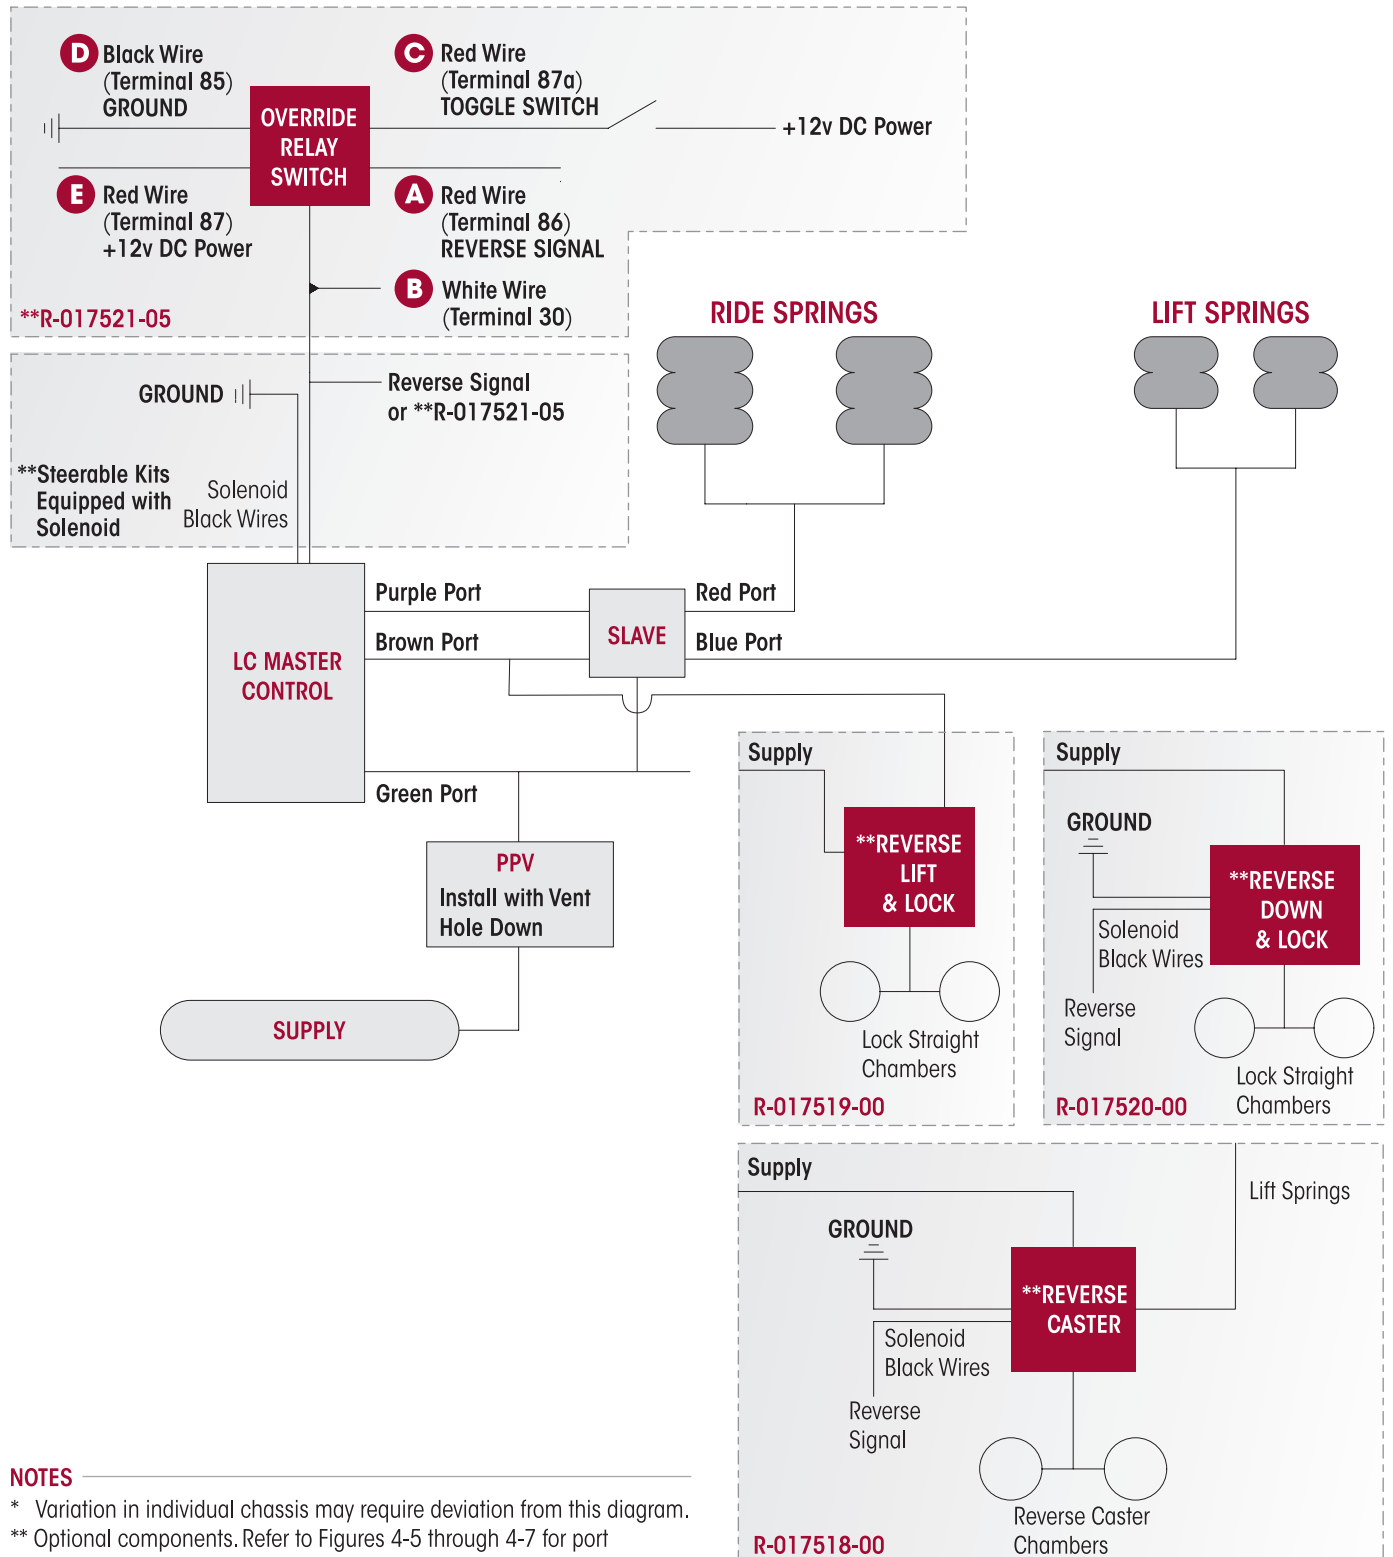 D Black Wire
(Terminal 85)
GROUND
C Red Wire
(Terminal 87a)
TOGGLE SWITCH
OVERRIDE
RELAY
SWITCH
+12v DC Power
E Red Wire
(Terminal 87)
+12v DC Power
A Red Wire
(Terminal 86)
REVERSE SIGNAL
B White Wire
(Terminal 30)
**R-017521-05
RIDE SPRINGS
LIFT SPRINGS
GROUND
Reverse Signal
or **R-017521-05
**Steerable Kits
Equipped with
Solenoid
Solenoid
Black Wires
LC MASTER
CONTROL
Purple Port
Brown Port
SLAVE
Red Port
Blue Port
Green Port
PPV
Install with Vent
Hole Down
SUPPLY
Supply
**REVERSE
LIFT
& LOCK
Lock Straight
Chambers
R-017519-00
Supply
GROUND
**REVERSE
DOWN
& LOCK
Solenoid
Black Wires
Reverse
Signal
Lock Straight
Chambers
R-017520-00
Supply
Lift Springs
GROUND
**REVERSE
CASTER
Solenoid
Black Wires
Reverse
Signal
Reverse Caster
Chambers
R-017518-00
NOTES
* Variation in individual chassis may require deviation from this diagram.
** Optional components. Refer to Figures 4-5 through 4-7 for port